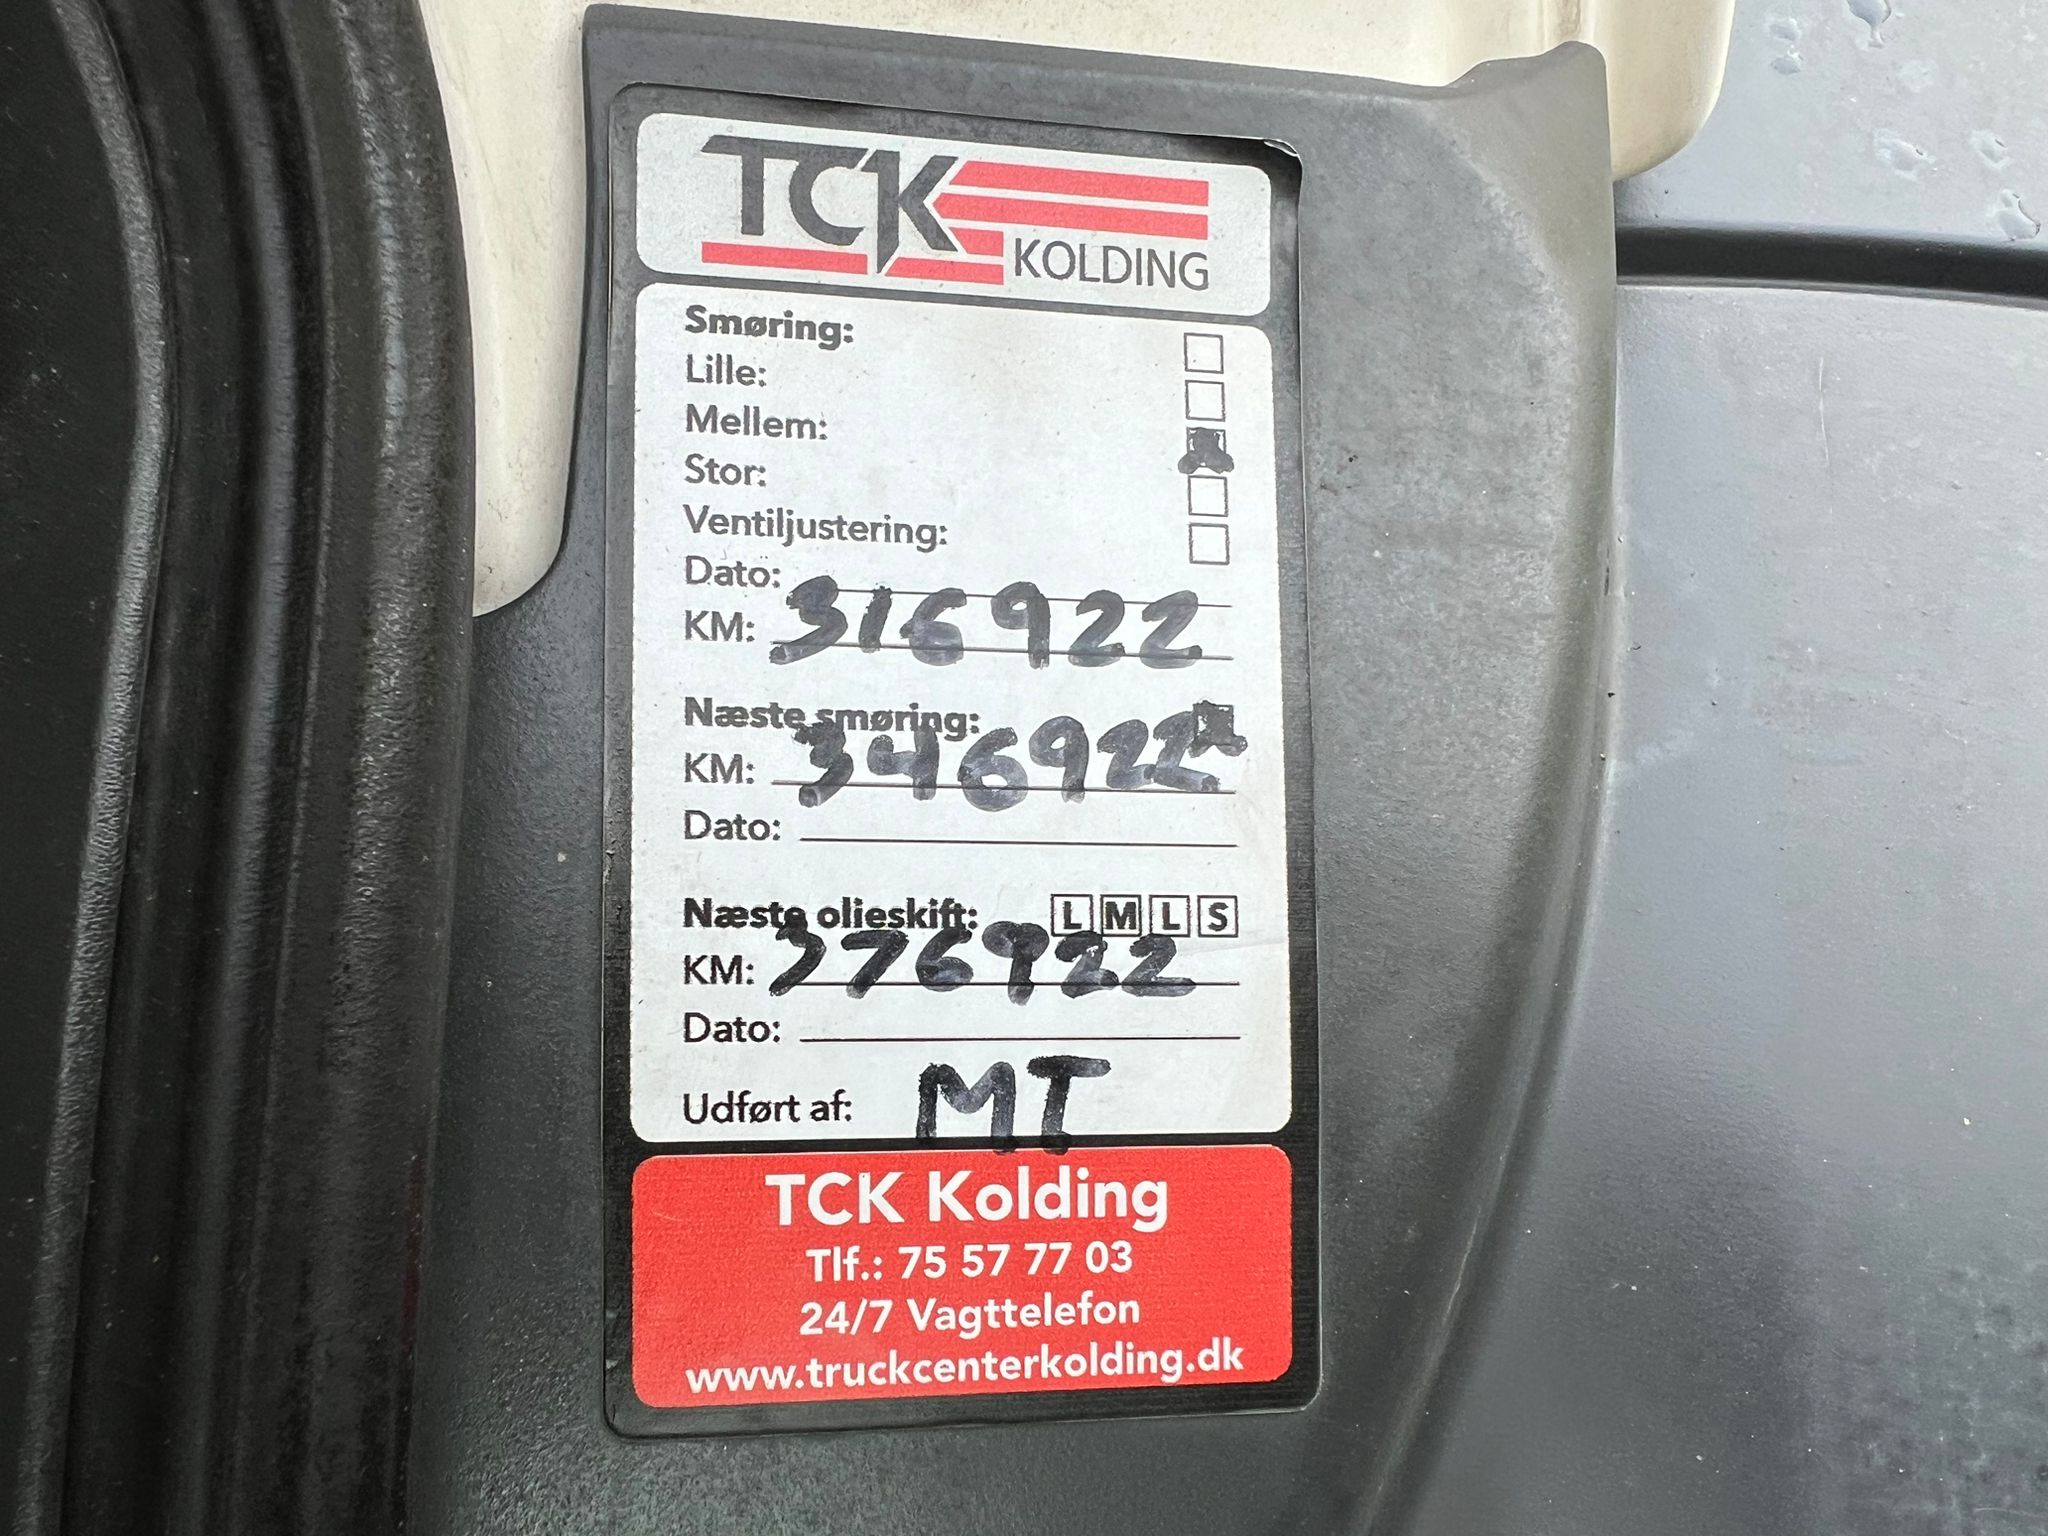 TCK
KOLDING
Smøring:
Lille:
Mellem:
Stor:
Ventiljustering:
Dato:
KM: 316922
Næste smøring:
KM: 346922
Dato:
Næste olieskift: L M L S
KM: 376922
Dato:
Udført af: MT
TCK Kolding
Tlf.: 75 57 77 03
24/7 Vagttelefon
www.truckcenterkolding.dk